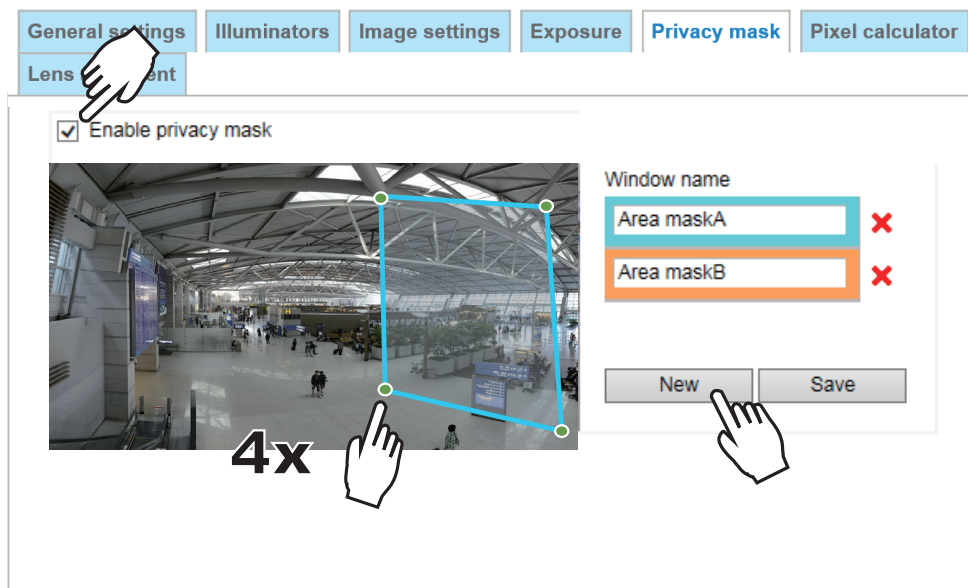 General settings Illuminators Image settings Exposure Privacy mask Pixel calculator
Lens ent
Enable privacy mask
Window name
Area maskA
Area maskB
New Save
4x